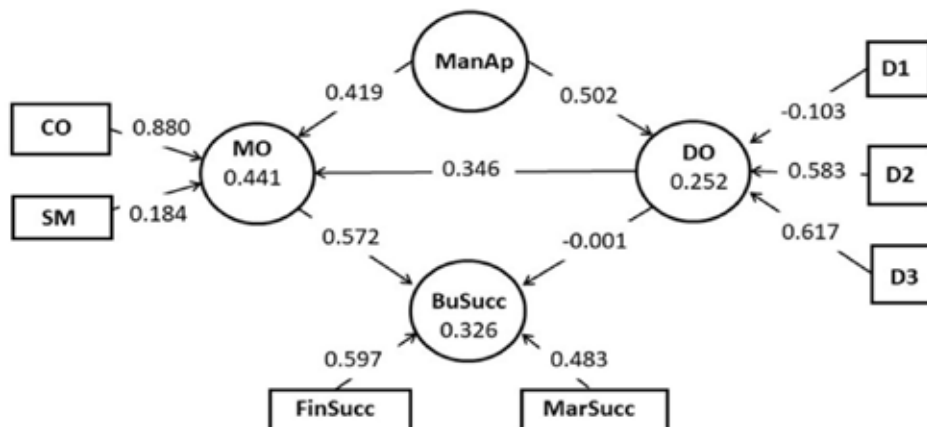 ManAp
D1
0.419
0.502
-0.103
CO
0.880
MO
0.441
0.346
DO
0.252
0.583
D2
SM
0.184
0.572
-0.001
0.617
D3
BuSucc
0.326
0.597
0.483
FinSucc
MarSucc